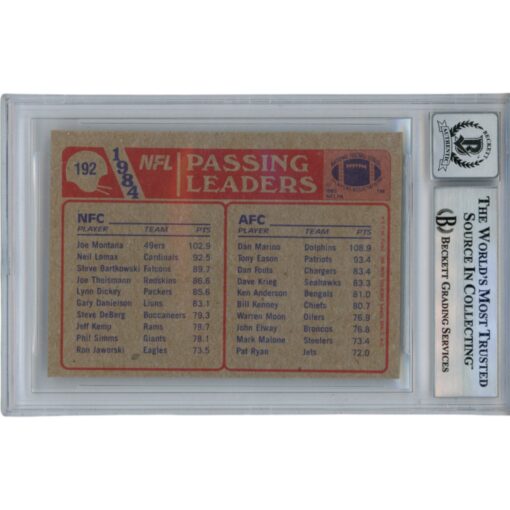 192
1984
NFL
PASSING
LEADERS
NFC
PLAYER TEAM PTS
Joe Montana 49ers 102.9
Neil Lomax Cardinals 92.5
Steve Bartkowski Falcons 89.7
Joe Theismann Redskins 86.6
Lynn Dickey Packers 85.6
Gary Danielson Lions 83.1
Steve DeBerg Buccaneers 79.3
Jeff Kemp Rams 78.7
Phil Simms Giants 78.1
Ron Jaworski Eagles 73.5
AFC
PLAYER TEAM PTS
Dan Marino Dolphins 108.9
Tony Eason Patriots 93.4
Dan Fouts Chargers 83.4
Dave Krieg Seahawks 83.3
Ken Anderson Bengals 81.0
Bill Kenney Chiefs 80.7
Warren Moon Oilers 76.9
John Elway Broncos 76.8
Mark Malone Steelers 73.4
Pat Ryan Jets 72.0
BECKETT
AUTHENTIC
THE WORLD'S MOST TRUSTED
SOURCE IN COLLECTING
BECKETT GRADING SERVICES